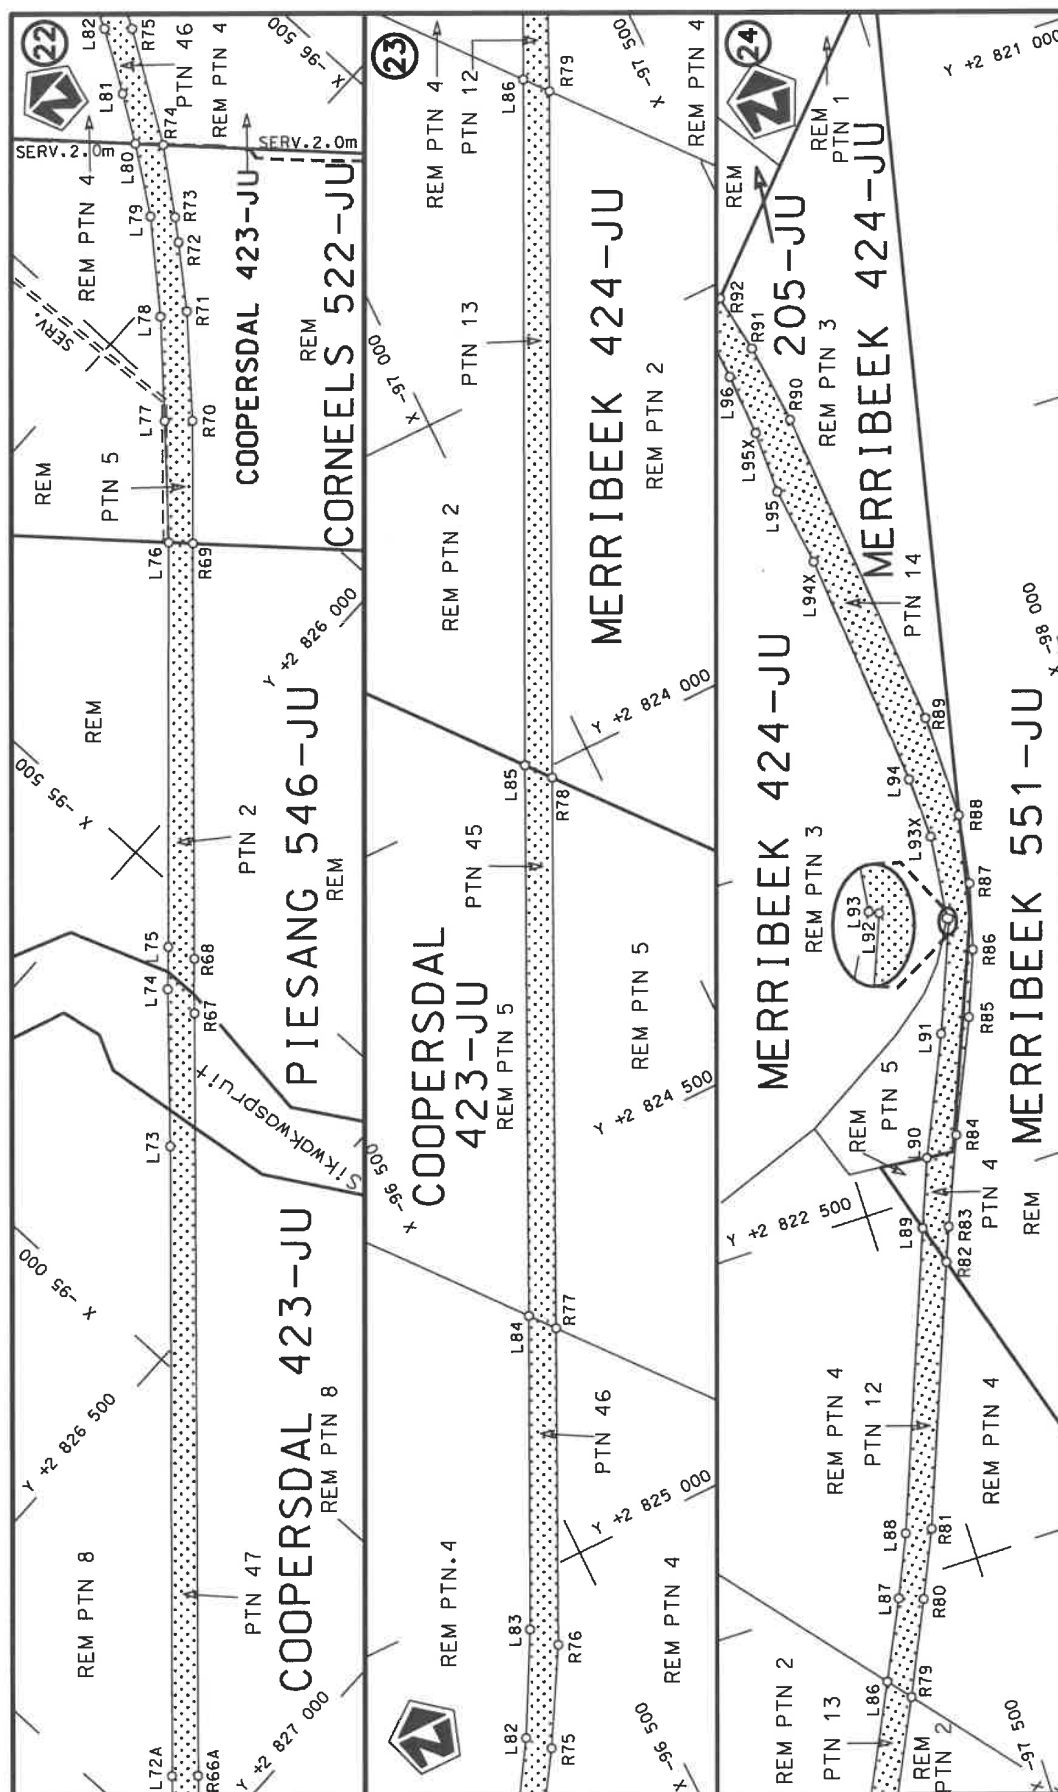 22
L82
R75
PTN 46
REM PTN 4
X -96 500
L81
R74
SERV.2.0m
L80
SERV.2.0m
REM PTN 4
L79
R73
R72
COOPERSDAL 423-JU
CORNEELS 522-JU
REM
SERV.
L78
R71
L77
R70
REM
PTN 5
L76
R69
Y +2 826 000
REM
X -95 500
PTN 2
PIESANG 546-JU
REM
L75
R68
L74
R67
Sikwakwaspruit
L73
X -95 000
COOPERSDAL 423-JU
REM PTN 8
Y +2 826 500
REM PTN 8
PTN 47
L72A
R66A
Y +2 827 000
23
REM PTN 4
PTN 12
L86
R79
X -97 500
REM PTN 4
PTN 13
X -97 000
MERRIBEEK 424-JU
REM PTN 2
REM PTN 2
Y +2 824 000
L85
R78
PTN 45
COOPERSDAL
423-JU
REM PTN 5
REM PTN 5
Y +2 824 500
X -96 500
L84
R77
PTN 46
Y +2 825 000
REM PTN.4
L83
R76
REM PTN 4
L82
R75
X -96 500
24
Y +2 821 000
REM
REM
PTN 1
205-JU
MERRIBEEK 424-JU
R92
R91
L96
R90
REM PTN 3
L95X
L95
L94X
PTN 14
X -98 000
MERRIBEEK 424-JU
REM PTN 3
R89
L94
L93X
R88
L93
L92
R87
R86
MERRIBEEK 551-JU
REM
L91
R85
REM
PTN 5
L90
R84
PTN 4
Y +2 822 500
L89
R83
R82
REM PTN 4
PTN 12
REM PTN 4
L88
R81
L87
R80
L86
R79
REM PTN 2
PTN 13
REM
PTN 2
X -97 500